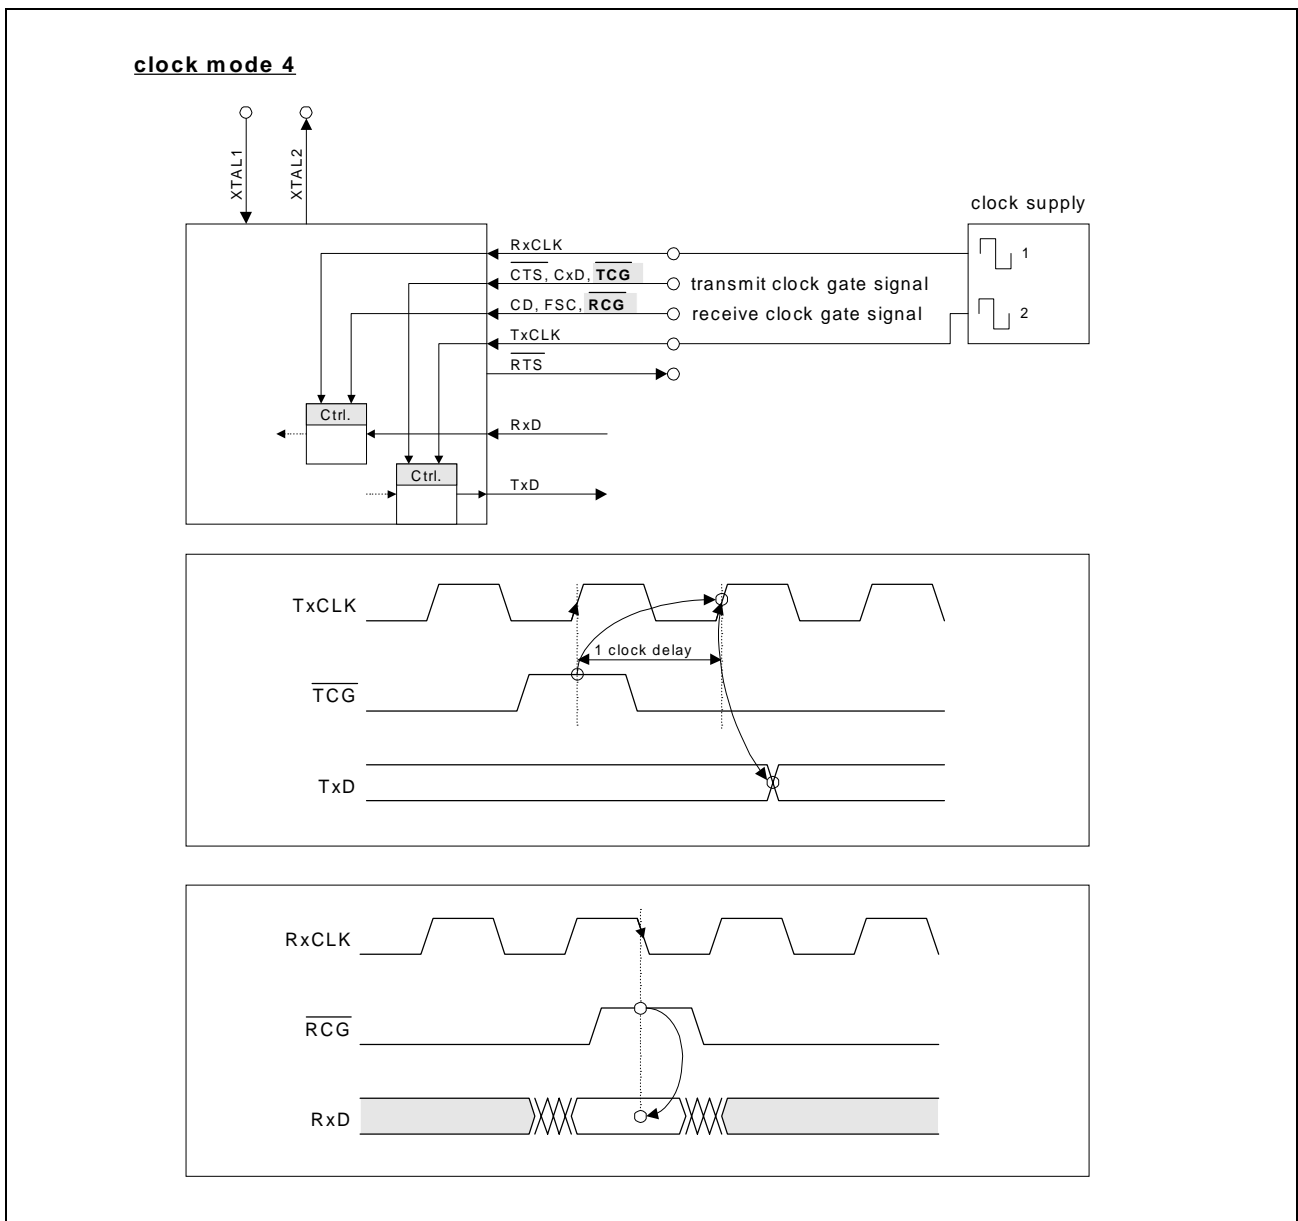 clock mode 4
XTAL1
XTAL2
clock supply
RxCLK
1
CTS, CxD, TCG
transmit clock gate signal
CD, FSC, RCG
receive clock gate signal
2
TxCLK
RTS
Ctrl.
RxD
Ctrl.
TxD
TxCLK
1 clock delay
TCG
TxD
RxCLK
RCG
RxD